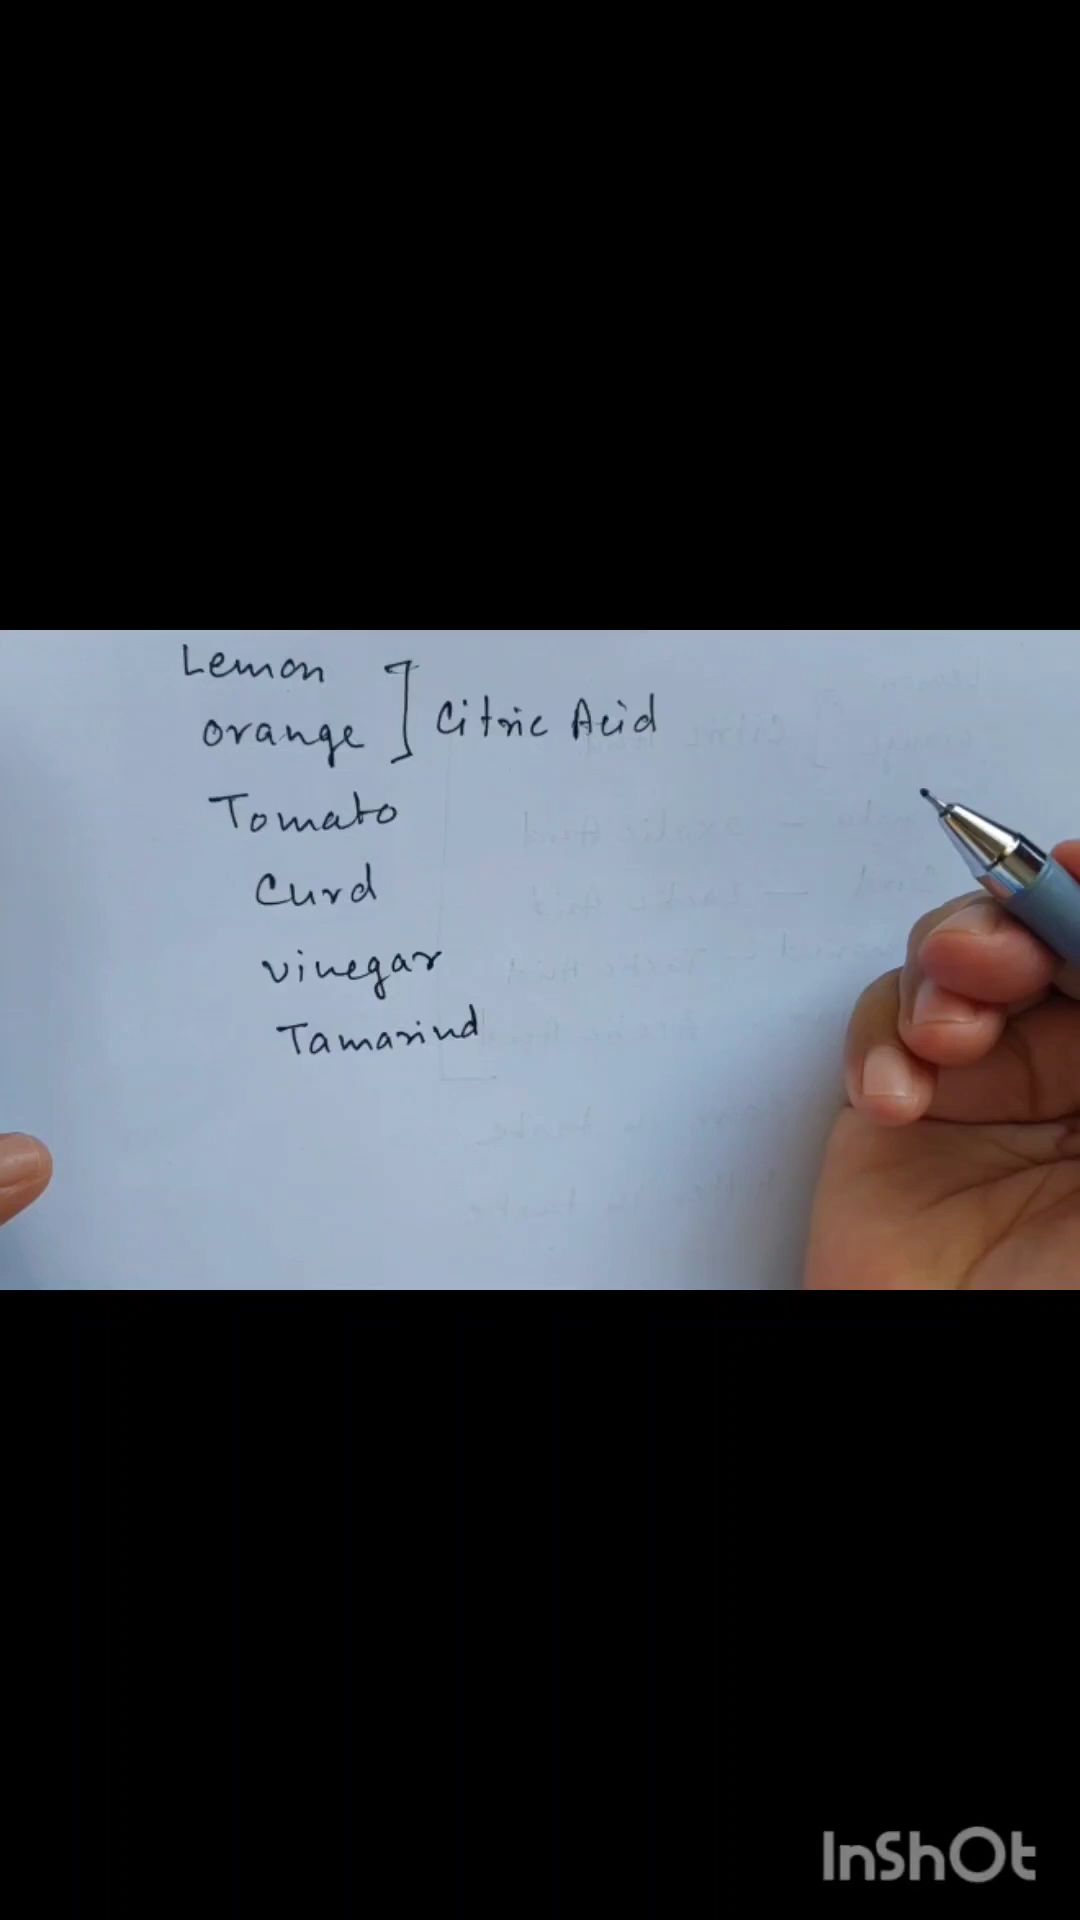 Lemon
orange ] Citric Acid
Tomato
Curd
vinegar
Tamarind
InShOt